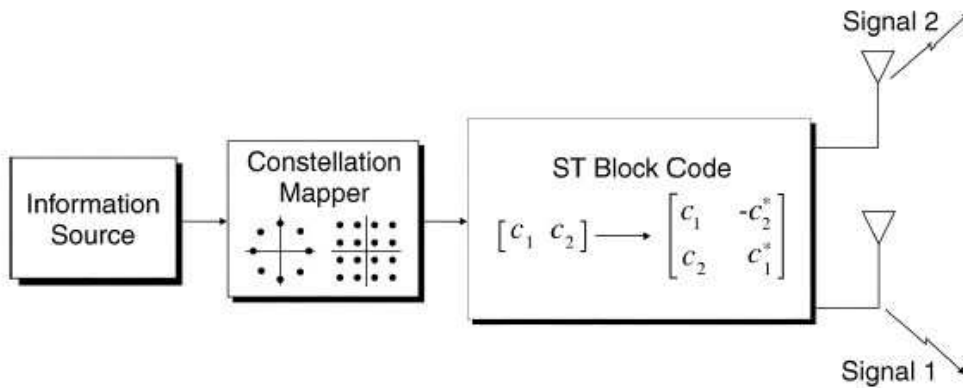 Signal 2
Information
Source
Constellation
Mapper
ST Block Code
[c₁ c₂] → [c₁ -c₂*
c₂ c₁*]
Signal 1